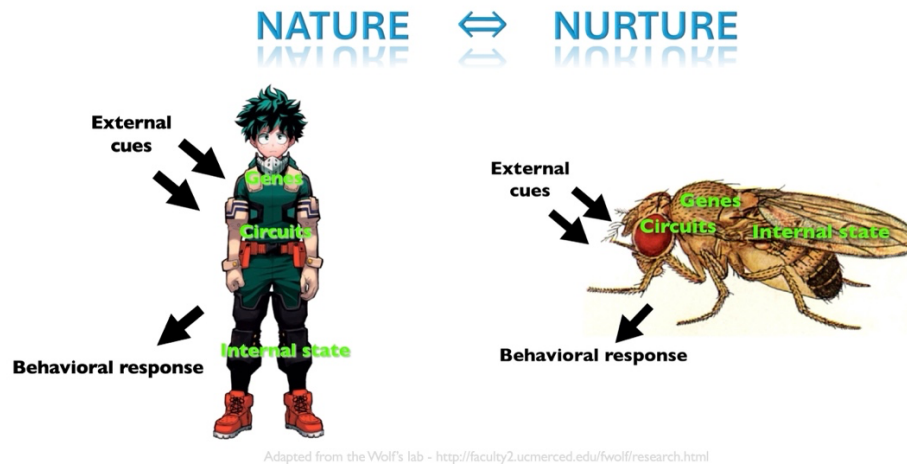 NATURE ⇔ NURTURE
External
cues
Genes
Circuits
Internal state
Behavioral response
External
cues
Genes
Circuits
Internal state
Behavioral response
Adapted from the Wolf's lab - http://faculty2.ucmerced.edu/fwolf/research.html